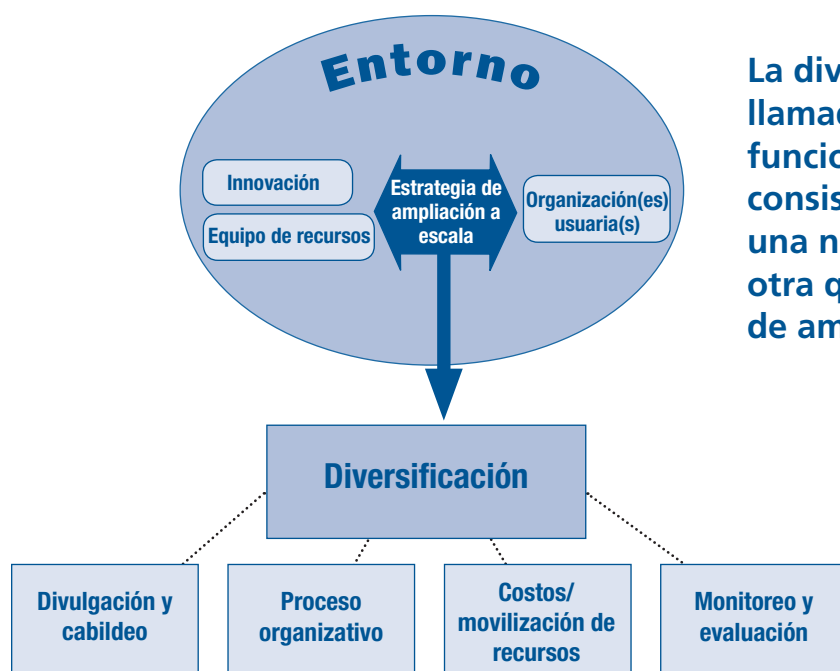 Entorno
Innovación
Equipo de recursos
Estrategia de
ampliación a
escala
Organización(es)
usuaria(s)
Diversificación
Divulgación y
cabildeo
Proceso
organizativo
Costos/
movilización de
recursos
Monitoreo y
evaluación
La div
llamad
funcio
consis
una n
otra q
de am